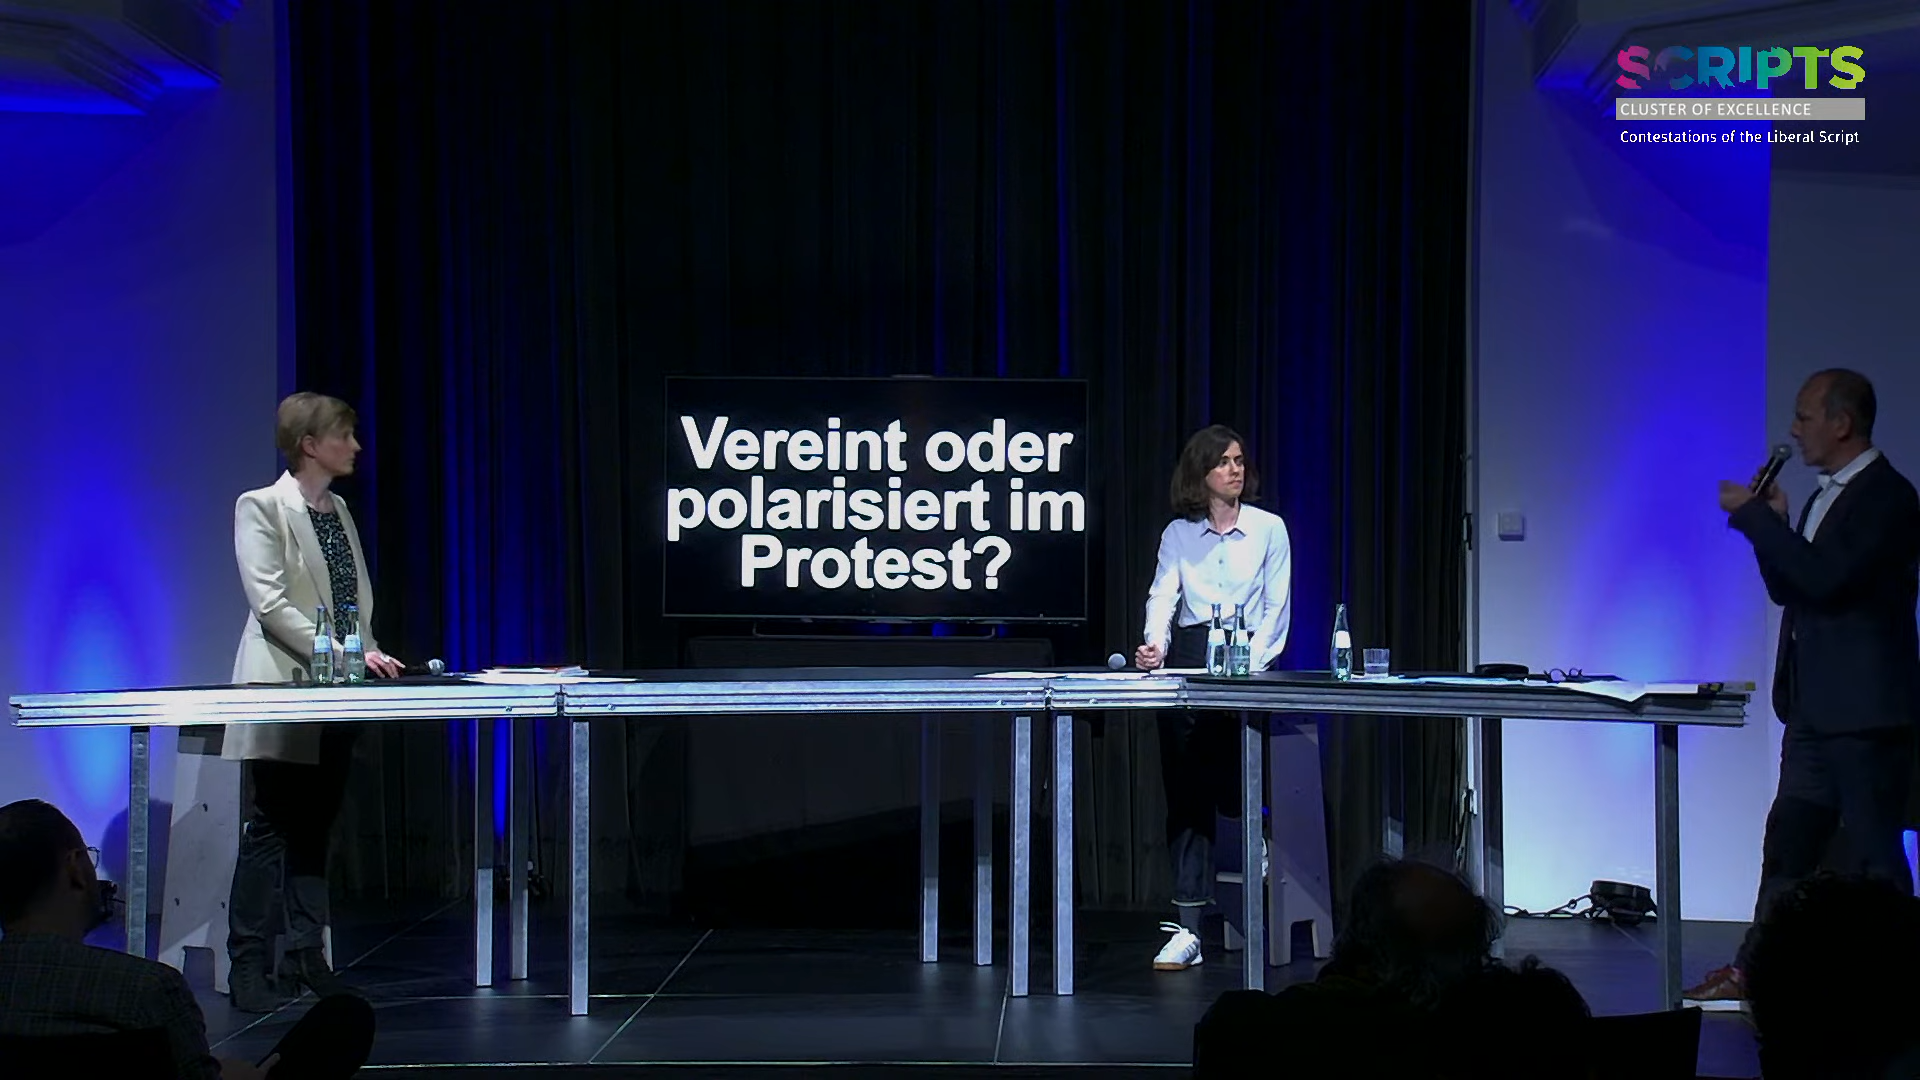 SCRIPTS
CLUSTER OF EXCELLENCE
Contestations of the Liberal Script
Vereint oder
polarisiert im
Protest?